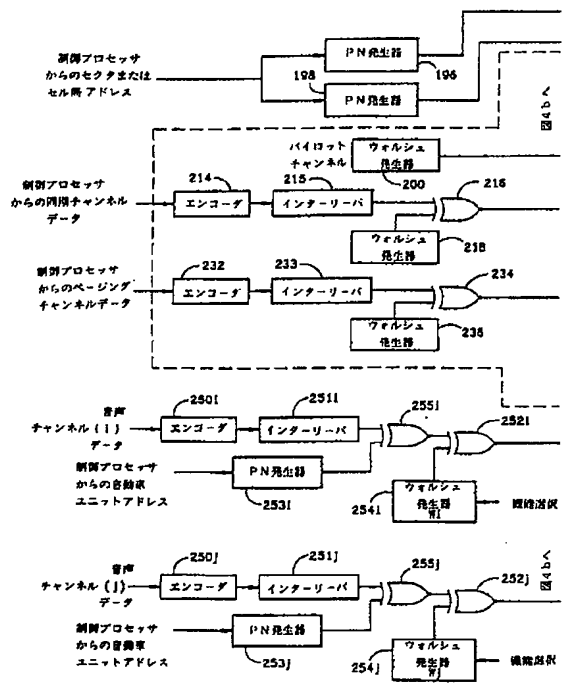 制御プロセッサ
からのセクタまたは
セル用アドレス
PN発生器
196
198
PN発生器
図4bへ
パイロット
チャンネル
ウォルシュ
発生器
200
制御プロセッサ
からの同期チャンネル
データ
214
エンコーダ
215
インターリーバ
216
ウォルシュ
発生器
218
制御プロセッサ
からのページング
チャンネルデータ
232
エンコーダ
233
インターリーバ
234
ウォルシュ
発生器
235
音声
チャンネル(i)
データ
250i
エンコーダ
251i
インターリーバ
255i
252i
制御プロセッサ
からの自動車
ユニットアドレス
PN発生器
253i
254i
ウォルシュ
発生器
Wi
機能選択
音声
チャンネル(j)
データ
250j
エンコーダ
251j
インターリーバ
255j
252j
図4bへ
制御プロセッサ
からの自動車
ユニットアドレス
PN発生器
253j
254j
ウォルシュ
発生器
Wj
機能選択